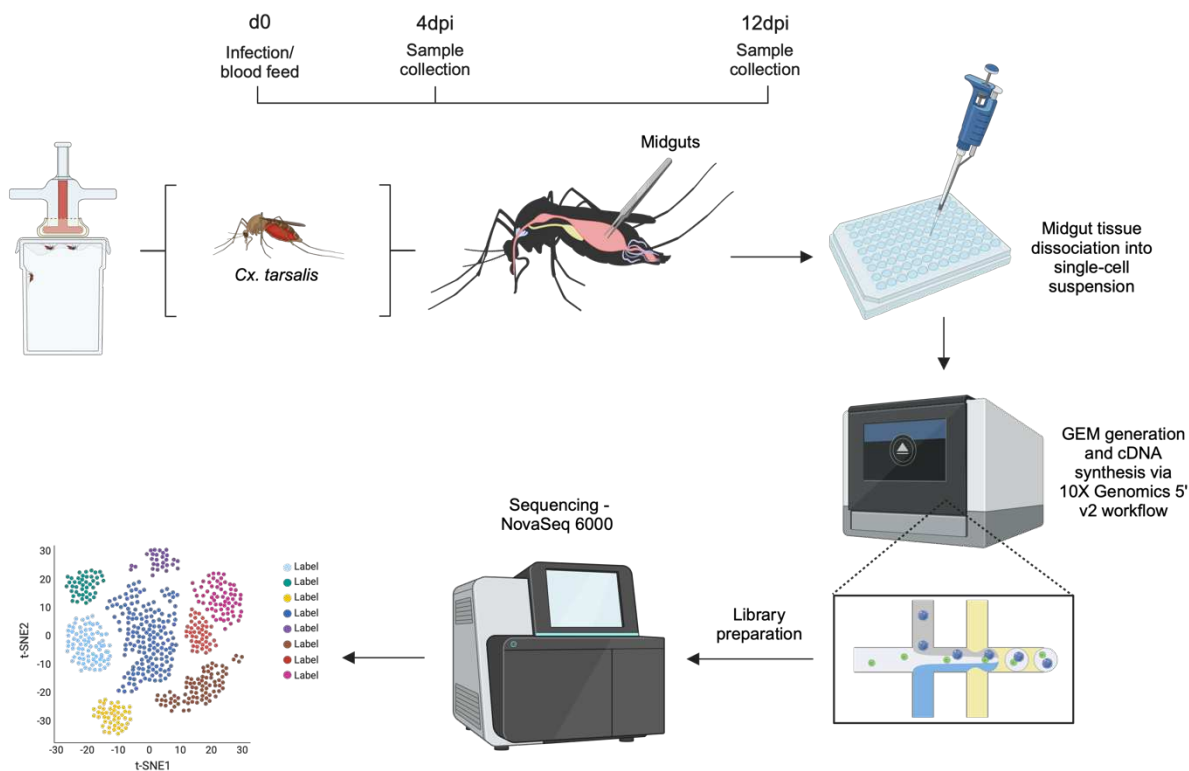 d0
Infection/
blood feed
4dpi
Sample
collection
12dpi
Sample
collection
Midguts
Cx. tarsalis
Midgut tissue
dissociation into
single-cell
suspension
GEM generation
and cDNA
synthesis via
10X Genomics 5'
v2 workflow
Library
preparation
Sequencing -
NovaSeq 6000
30
20
10
0
-10
-20
-30
t-SNE2
-30 -20 -10 0 10 20 30
t-SNE1
Label
Label
Label
Label
Label
Label
Label
Label